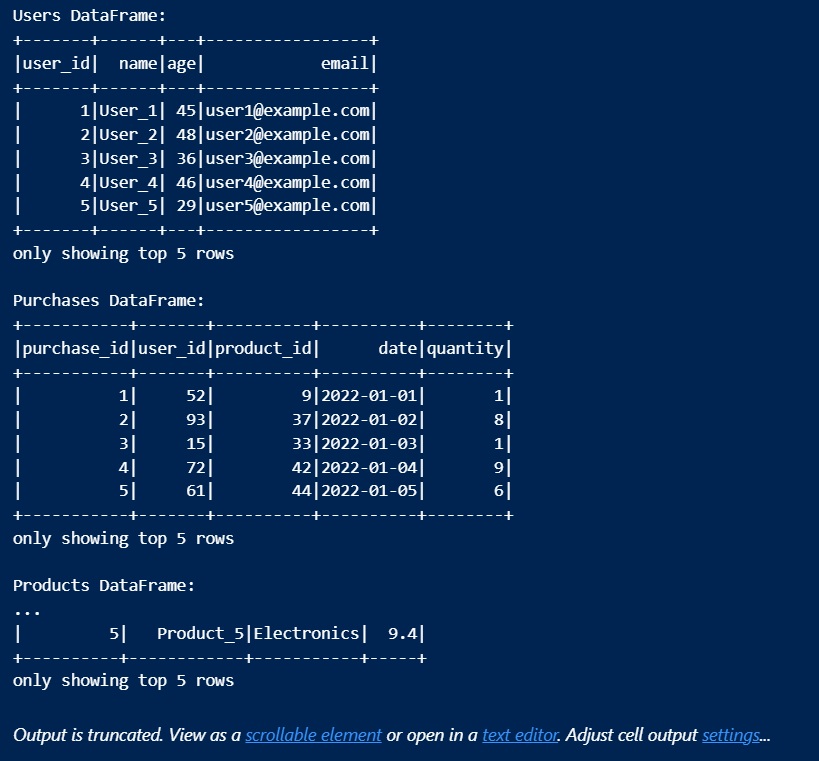 Users DataFrame:
+-------+------+---+-----------------+
|user_id|  name|age|            email|
+-------+------+---+-----------------+
|      1|User_1| 45|user1@example.com|
|      2|User_2| 48|user2@example.com|
|      3|User_3| 36|user3@example.com|
|      4|User_4| 46|user4@example.com|
|      5|User_5| 29|user5@example.com|
+-------+------+---+-----------------+
only showing top 5 rows

Purchases DataFrame:
+-----------+-------+----------+----------+--------+
|purchase_id|user_id|product_id|      date|quantity|
+-----------+-------+----------+----------+--------+
|          1|     52|         9|2022-01-01|       1|
|          2|     93|        37|2022-01-02|       8|
|          3|     15|        33|2022-01-03|       1|
|          4|     72|        42|2022-01-04|       9|
|          5|     61|        44|2022-01-05|       6|
+-----------+-------+----------+----------+--------+
only showing top 5 rows

Products DataFrame:
...
|         5|   Product_5|Electronics|  9.4|
+----------+------------+-----------+-----+
only showing top 5 rows

Output is truncated. View as a scrollable element or open in a text editor. Adjust cell output settings...